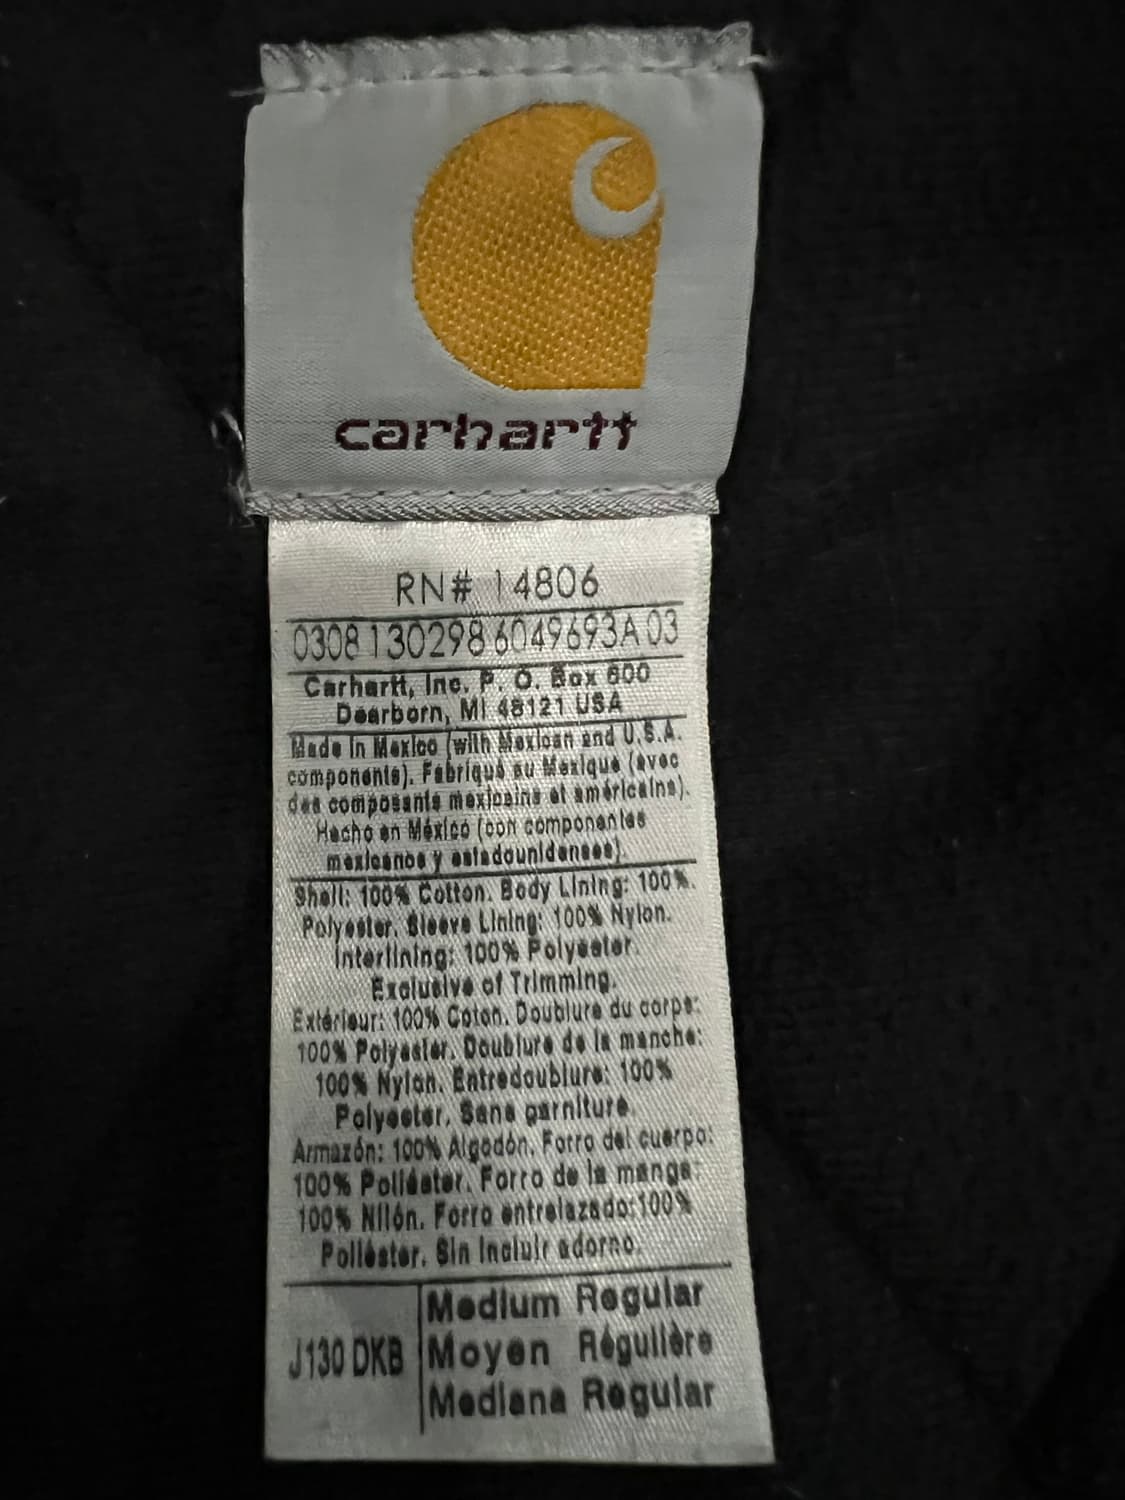 carhartt
RN# 14806
0308 130298 6049693A 03
Carhartt, Inc. P. O. Box 600
Dearborn, MI 48121 USA
Made in Mexico (with Mexican and U.S.A.
components). Fabriqué au Mexique (avec
des composants mexicains et américains).
Hecho en México (con componentes
mexicanos y estadounidenses).
Shell: 100% Cotton. Body Lining: 100%
Polyester. Sleeve Lining: 100% Nylon.
Interlining: 100% Polyester.
Exclusive of Trimming.
Extérieur: 100% Coton. Doublure du corps:
100% Polyester. Doublure de la manche:
100% Nylon. Entredoublure: 100%
Polyester. Sans garniture.
Armazón: 100% Algodón. Forro del cuerpo:
100% Poliéster. Forro de la manga:
100% Nilón. Forro entrelazado:100%
Poliéster. Sin Incluir adorno.
J130 DKB
Medium Regular
Moyen Régulière
Mediana Regular